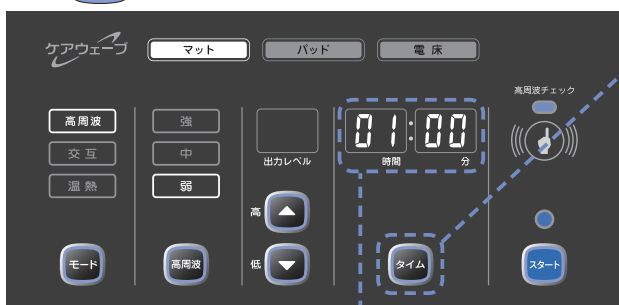 ケアウェーブ
マット
パッド
電床
高周波チェック
高周波
交互
温熱
強
中
弱
出力レベル
01:00
時間
分
高
低
モード
高周波
タイム
スタート